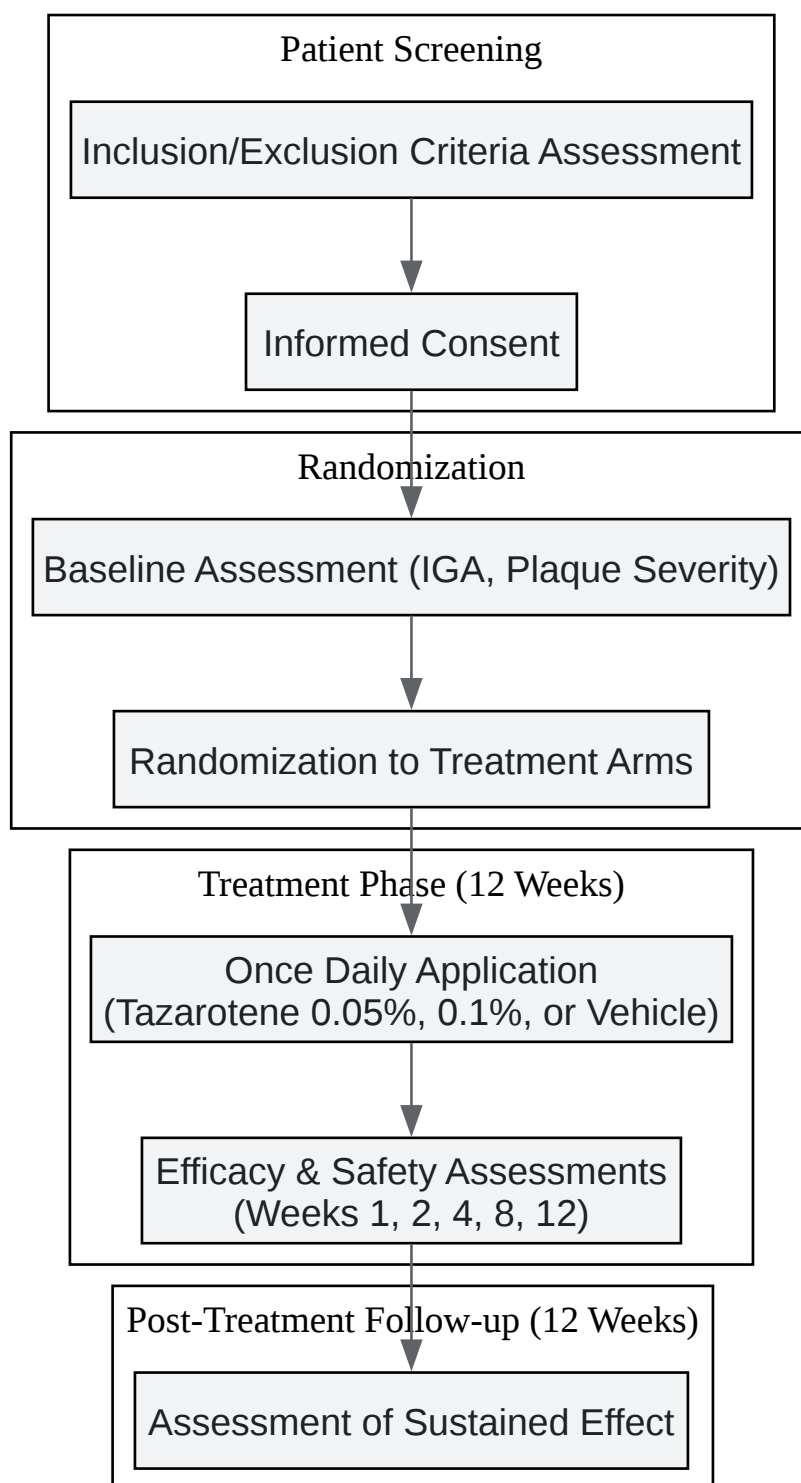 Patient Screening
Inclusion/Exclusion Criteria Assessment
Informed Consent
Randomization
Baseline Assessment (IGA, Plaque Severity)
Randomization to Treatment Arms
Treatment Phase (12 Weeks)
Once Daily Application
(Tazarotene 0.05%, 0.1%, or Vehicle)
Efficacy & Safety Assessments
(Weeks 1, 2, 4, 8, 12)
Post-Treatment Follow-up (12 Weeks)
Assessment of Sustained Effect